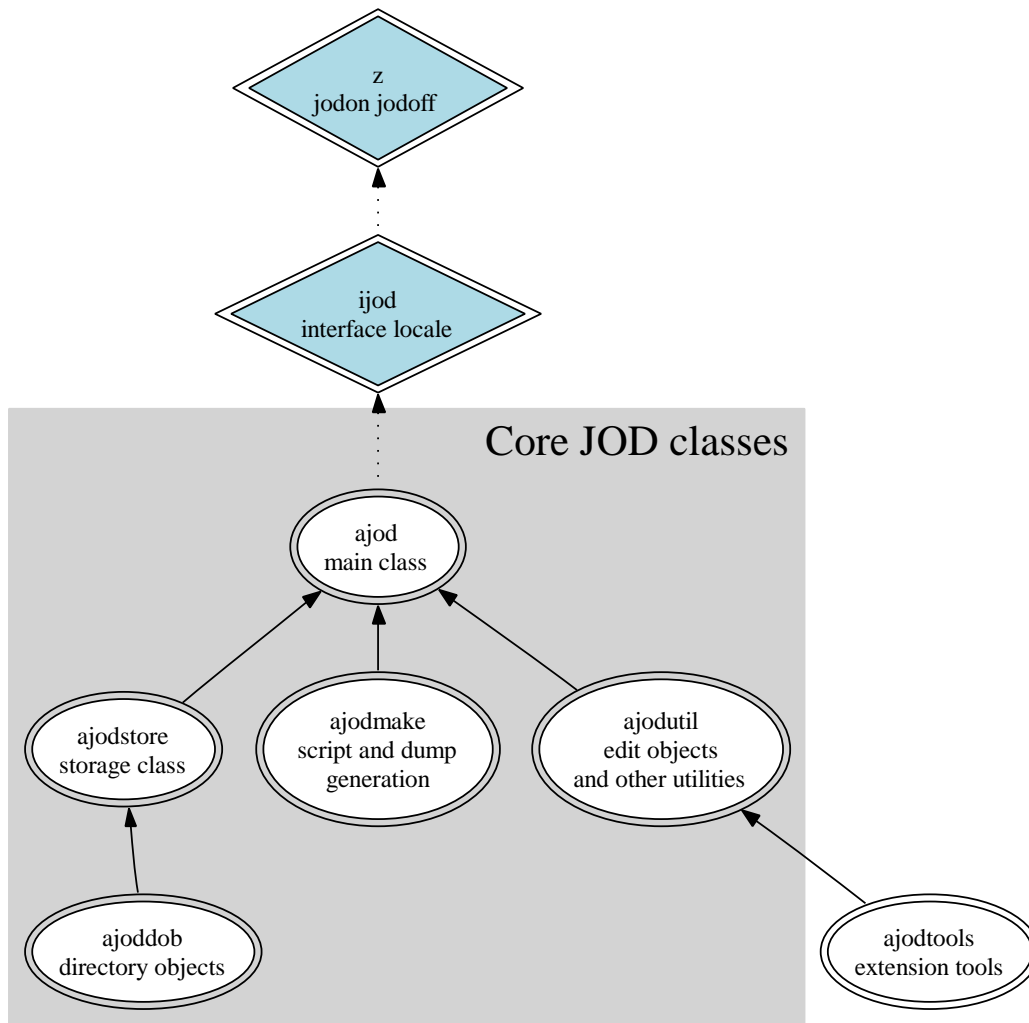 z
jodon jodoff
ijod
interface locale
Core JOD classes
ajod
main class
ajodstore
storage class
ajodmake
script and dump
generation
ajodutil
edit objects
and other utilities
ajoddob
directory objects
ajodtools
extension tools